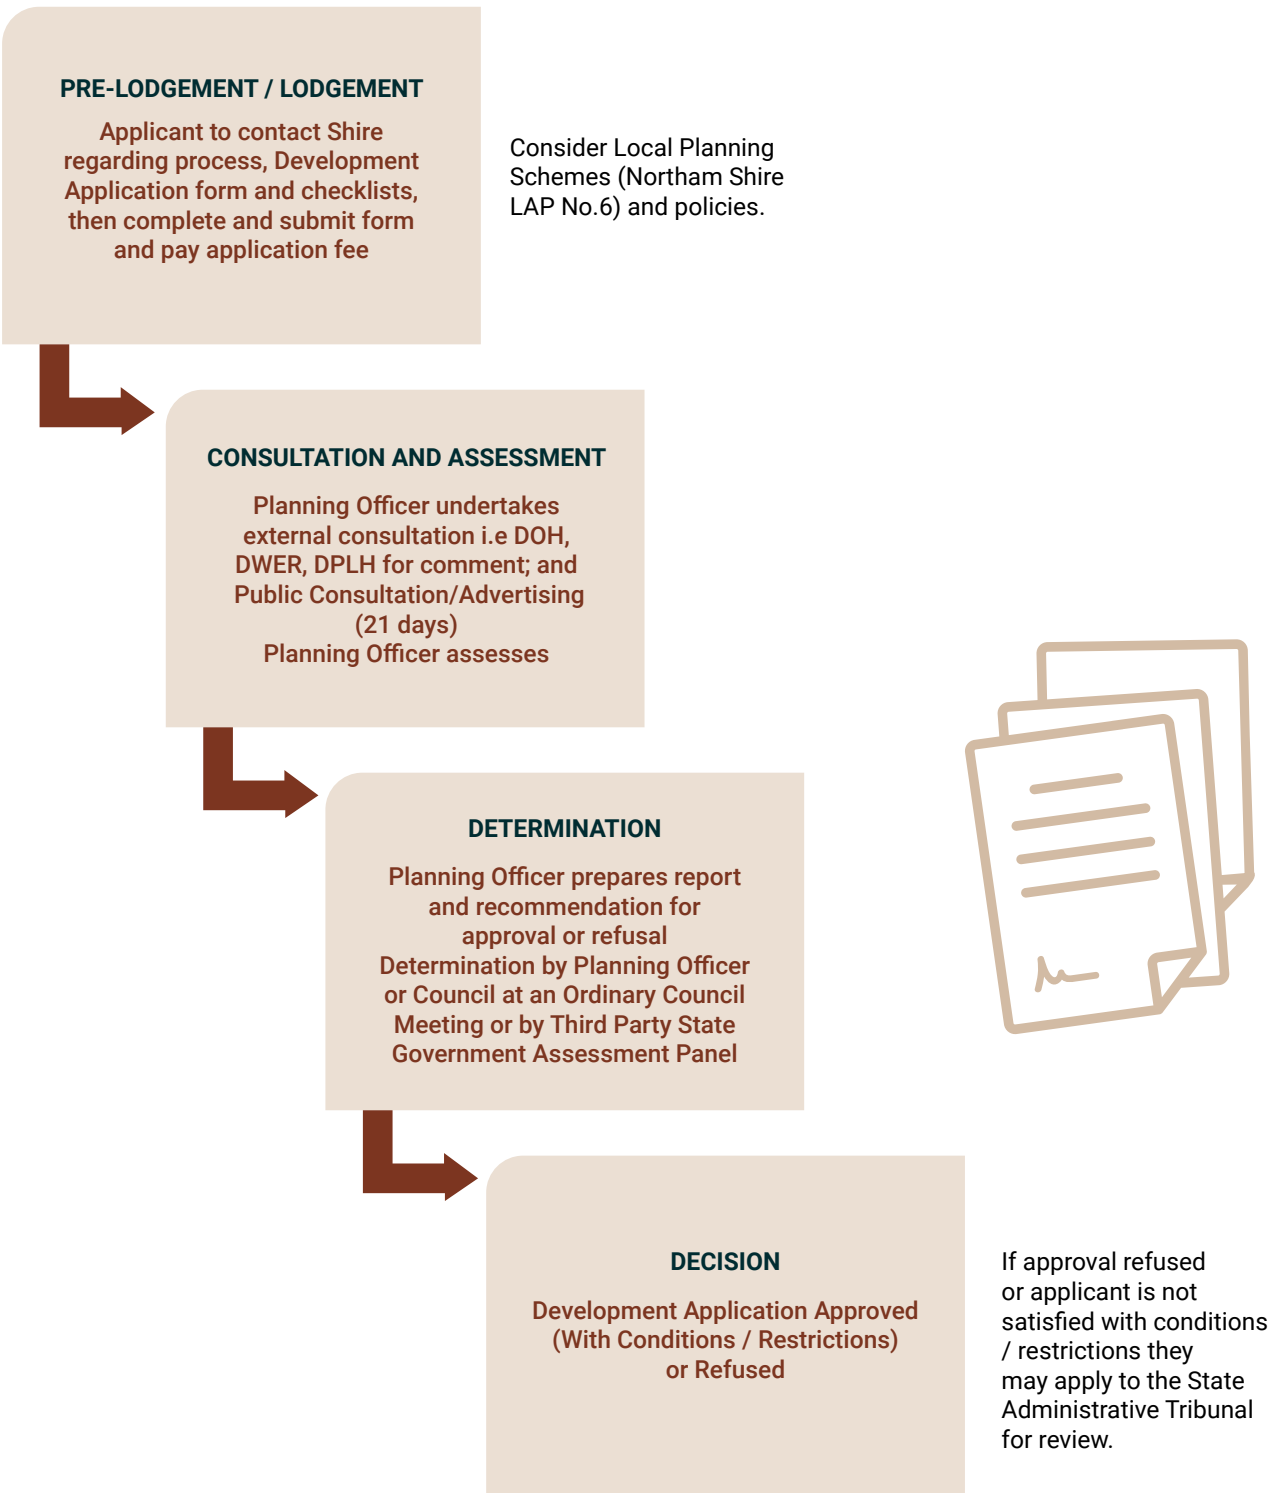 PRE-LODGEMENT / LODGEMENT
Applicant to contact Shire
regarding process, Development
Application form and checklists,
then complete and submit form
and pay application fee
Consider Local Planning
Schemes (Northam Shire
LAP No.6) and policies.
CONSULTATION AND ASSESSMENT
Planning Officer undertakes
external consultation i.e DOH,
DWER, DPLH for comment; and
Public Consultation/Advertising
(21 days)
Planning Officer assesses
DETERMINATION
Planning Officer prepares report
and recommendation for
approval or refusal
Determination by Planning Officer
or Council at an Ordinary Council
Meeting or by Third Party State
Government Assessment Panel
DECISION
Development Application Approved
(With Conditions / Restrictions)
or Refused
If approval refused
or applicant is not
satisfied with conditions
/ restrictions they
may apply to the State
Administrative Tribunal
for review.